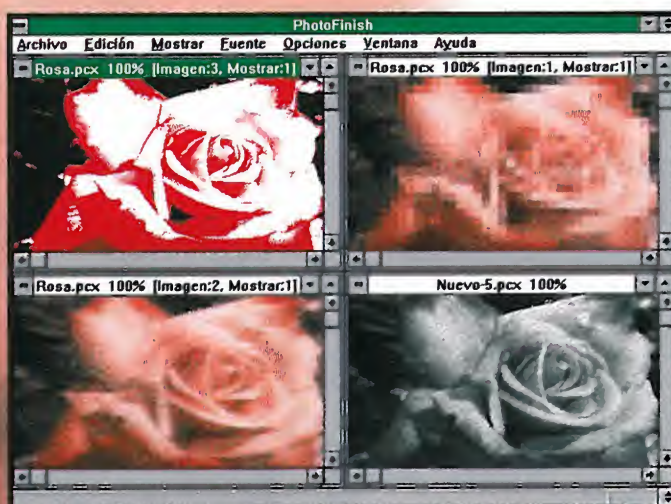 PhotoFinish
Archivo Edición Mostrar Fuente Opciones Ventana Ayuda
Rosa.pcx 100% [Imagen:3, Mostrar:1]
Rosa.pcx 100% [Imagen:1, Mostrar:1]
Rosa.pcx 100% [Imagen:2, Mostrar:1]
Nuevo-5.pcx 100%